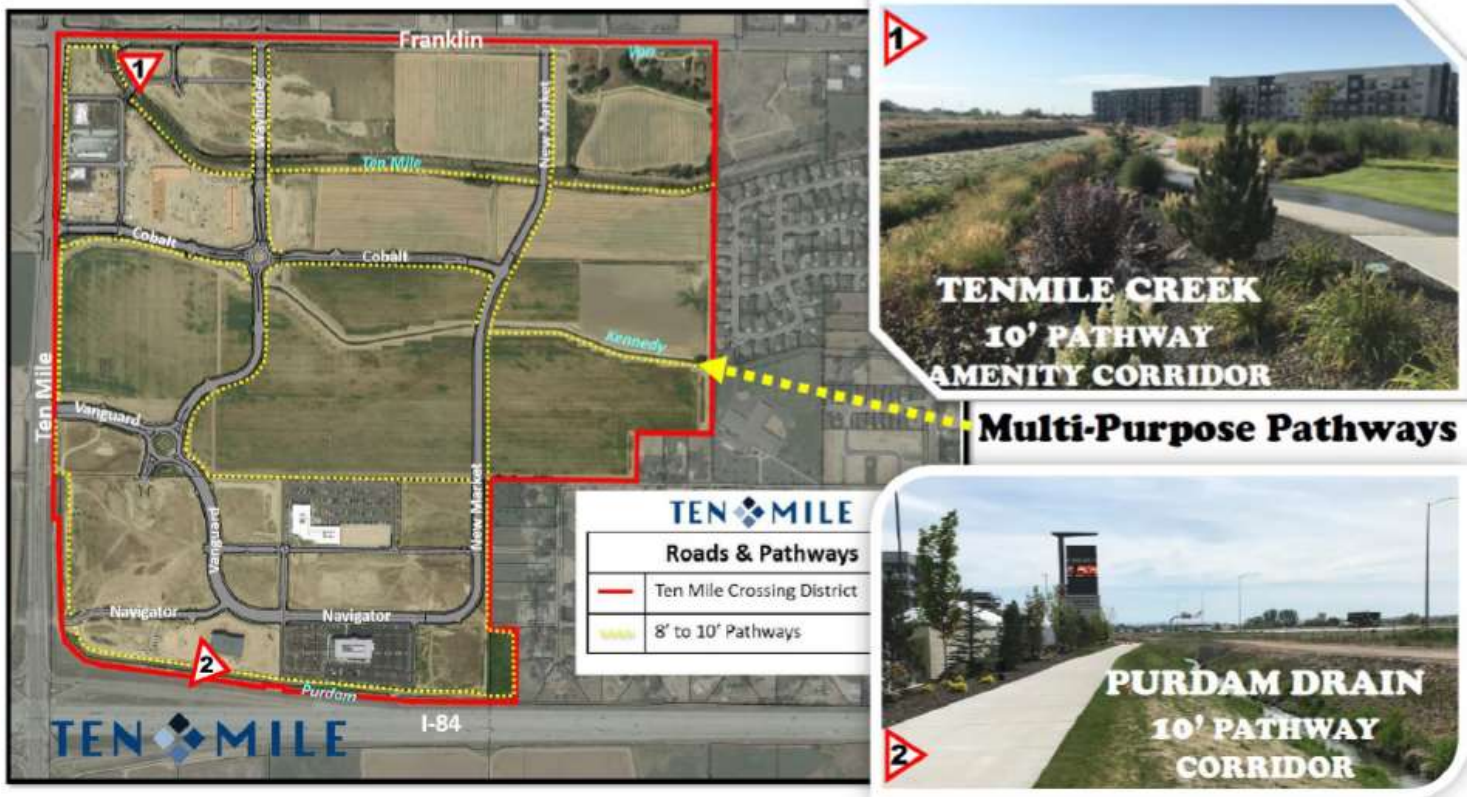 Franklin
1
Van
Wayfinder
New Market
Ten Mile
Cobalt
Cobalt
Kennedy
Ten Mile
Vanguard
New Market
Vanguard
Navigator
Navigator
2
Purdam
I-84
TEN MILE
TEN MILE
Roads & Pathways
Ten Mile Crossing District
8' to 10' Pathways
1
TENMILE CREEK
10' PATHWAY
AMENITY CORRIDOR
Multi-Purpose Pathways
PURDAM DRAIN
10' PATHWAY
CORRIDOR
2